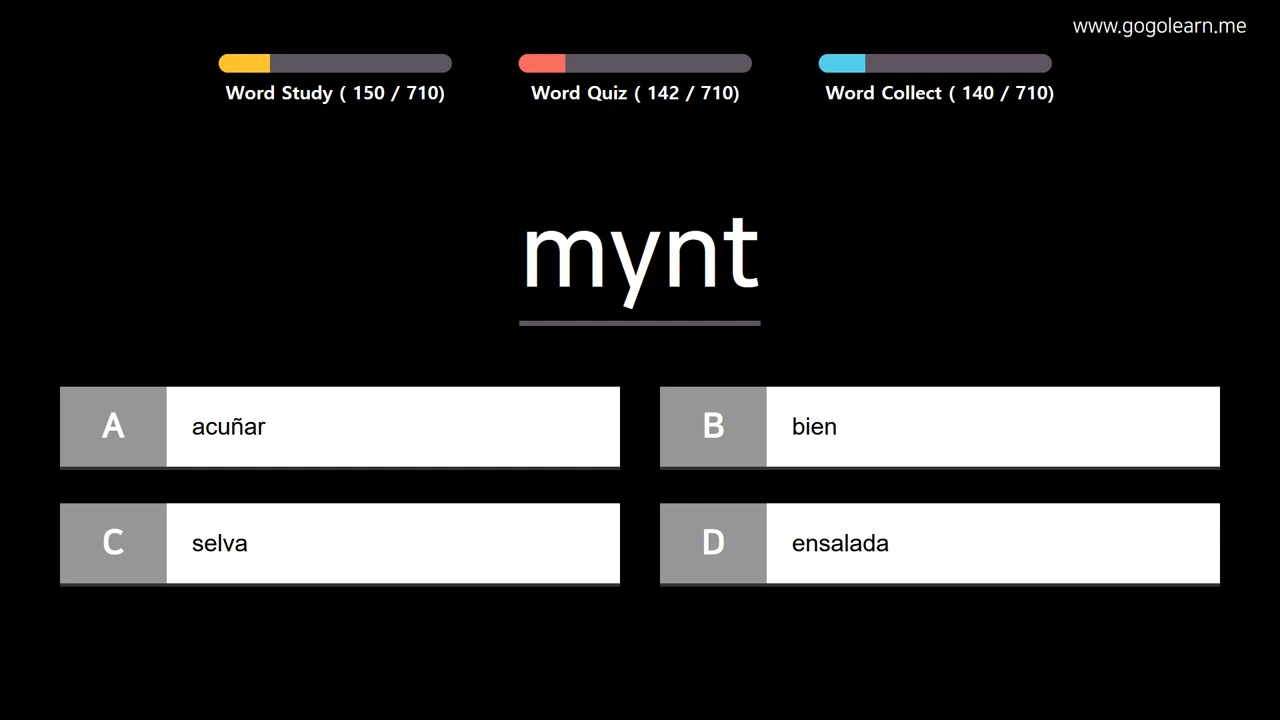 www.gogolearn.me
Word Study ( 150 / 710)
Word Quiz ( 142 / 710)
Word Collect ( 140 / 710)
mynt
A acuñar
B bien
C selva
D ensalada